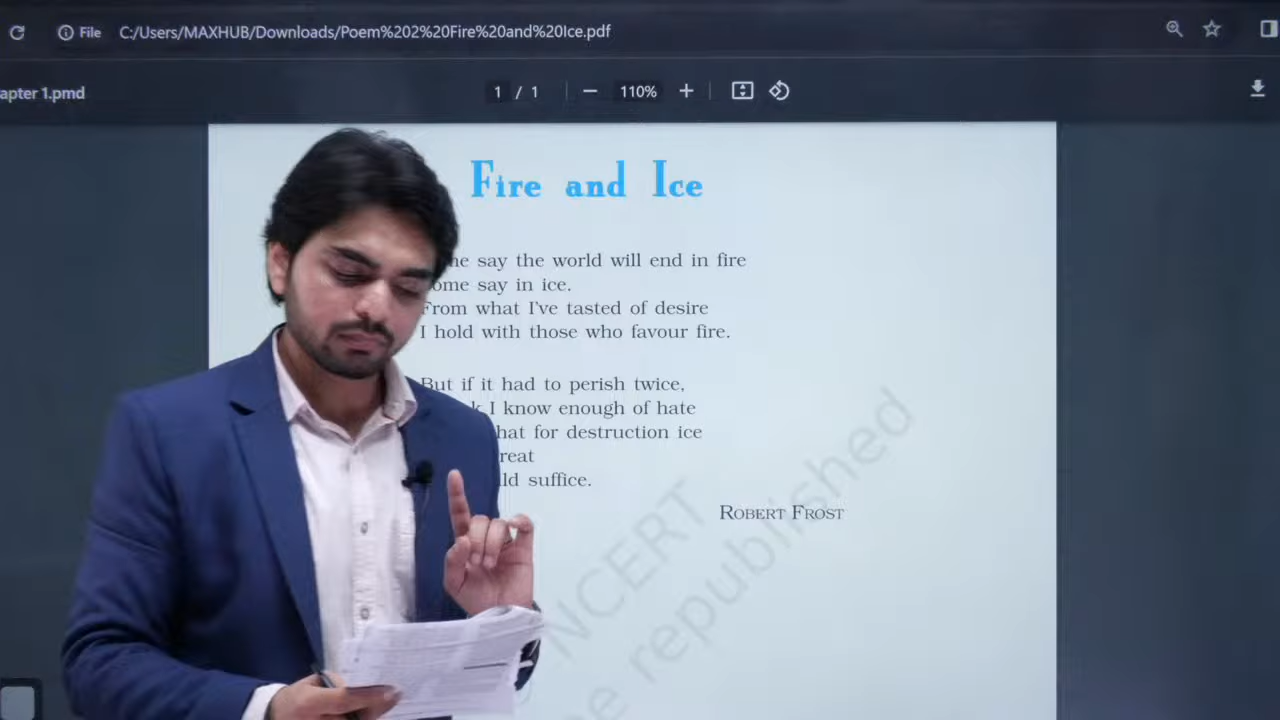 File C:/Users/MAXHUB/Downloads/Poem%202%20Fire%20and%20Ice.pdf
apter 1.pmd 1 / 1 110%
Fire and Ice
me say the world will end in fire
ome say in ice.
From what I've tasted of desire
I hold with those who favour fire.
But if it had to perish twice,
k I know enough of hate
hat for destruction ice
reat
ld suffice.
ROBERT FROST
NCERT
e republished